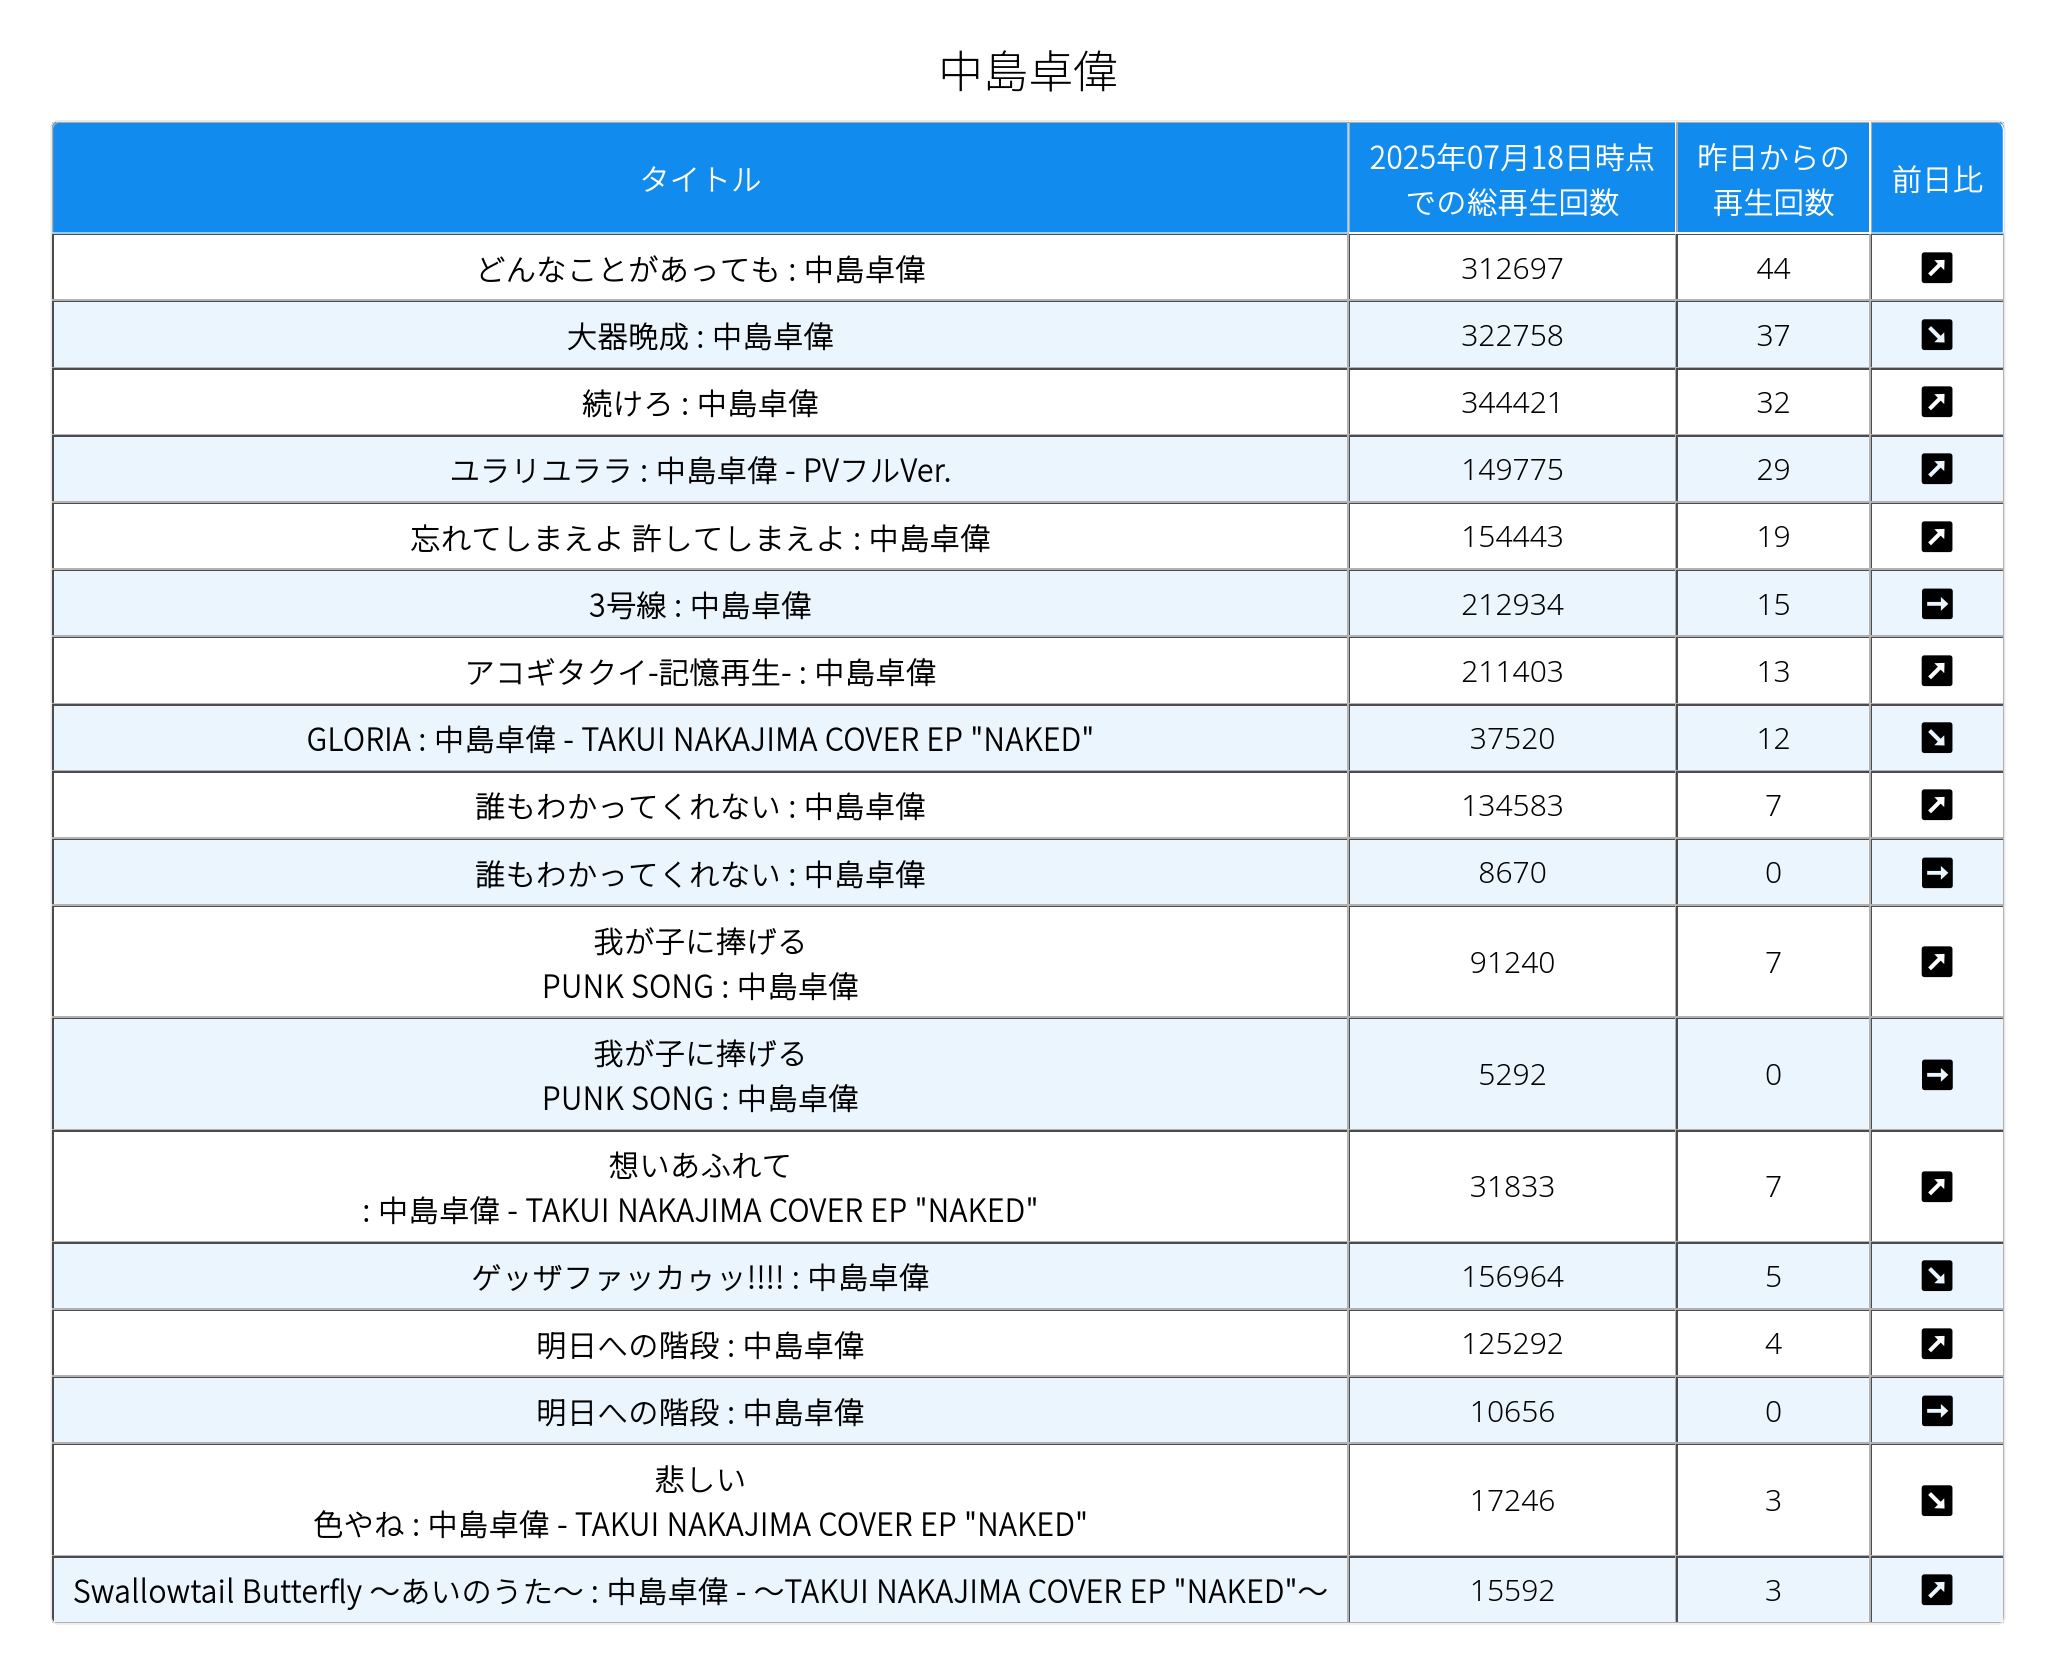 中島卓偉
タイトル
2025年07月18日時点
での総再生回数
昨日からの
再生回数
前日比
どんなことがあっても : 中島卓偉 312697 44
大器晩成 : 中島卓偉 322758 37
続けろ : 中島卓偉 344421 32
ユラリユララ : 中島卓偉 - PVフルVer. 149775 29
忘れてしまえよ 許してしまえよ : 中島卓偉 154443 19
3号線 : 中島卓偉 212934 15
アコギタクイ-記憶再生- : 中島卓偉 211403 13
GLORIA : 中島卓偉 - TAKUI NAKAJIMA COVER EP "NAKED" 37520 12
誰もわかってくれない : 中島卓偉 134583 7
誰もわかってくれない : 中島卓偉 8670 0
我が子に捧げる
PUNK SONG : 中島卓偉 91240 7
我が子に捧げる
PUNK SONG : 中島卓偉 5292 0
想いあふれて
: 中島卓偉 - TAKUI NAKAJIMA COVER EP "NAKED" 31833 7
ゲッザファッカゥッ!!!! : 中島卓偉 156964 5
明日への階段 : 中島卓偉 125292 4
明日への階段 : 中島卓偉 10656 0
悲しい
色やね : 中島卓偉 - TAKUI NAKAJIMA COVER EP "NAKED" 17246 3
Swallowtail Butterfly 〜あいのうた〜 : 中島卓偉 - 〜TAKUI NAKAJIMA COVER EP "NAKED"〜 15592 3